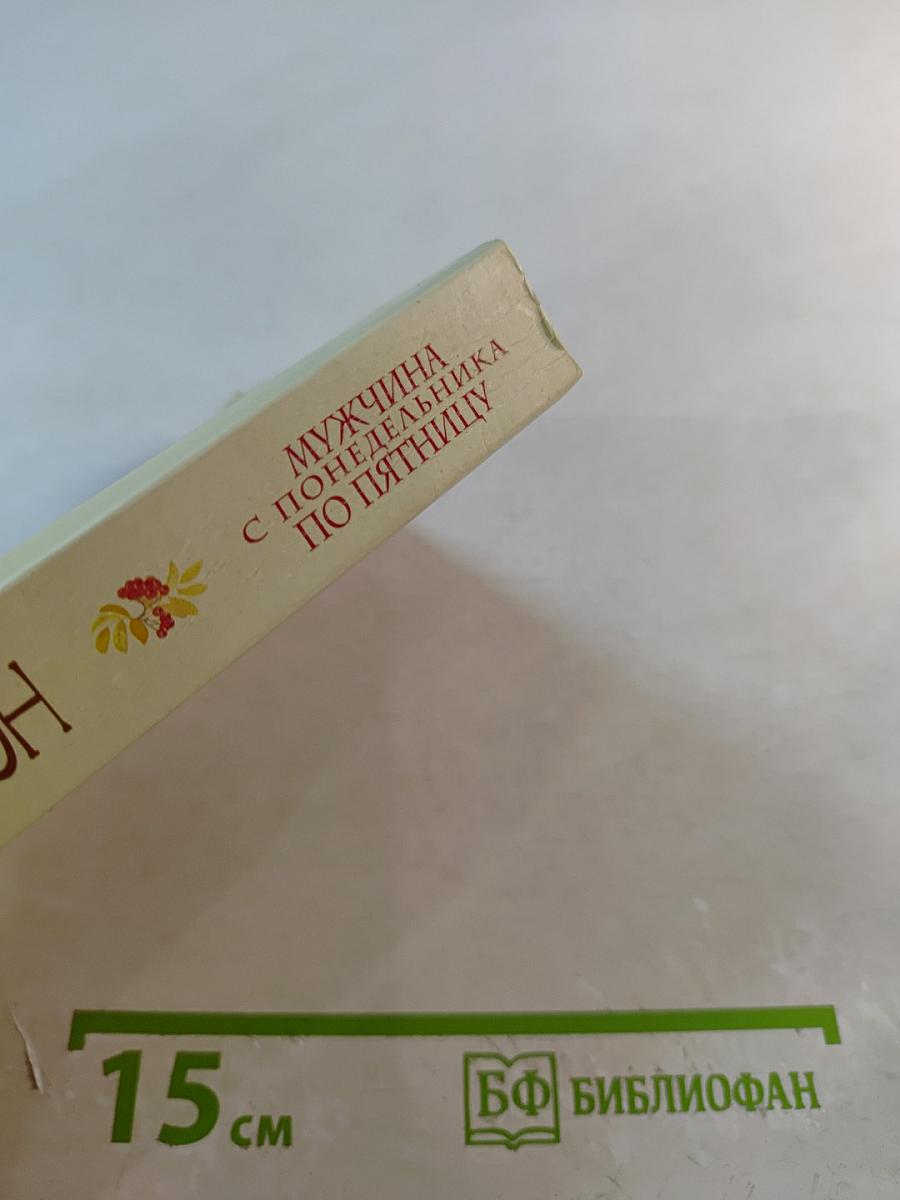 МУЖЧИНА
С ПОНЕДЕЛЬНИКА
ПО ПЯТНИЦУ
15 см
БФ БИБЛИОФАН